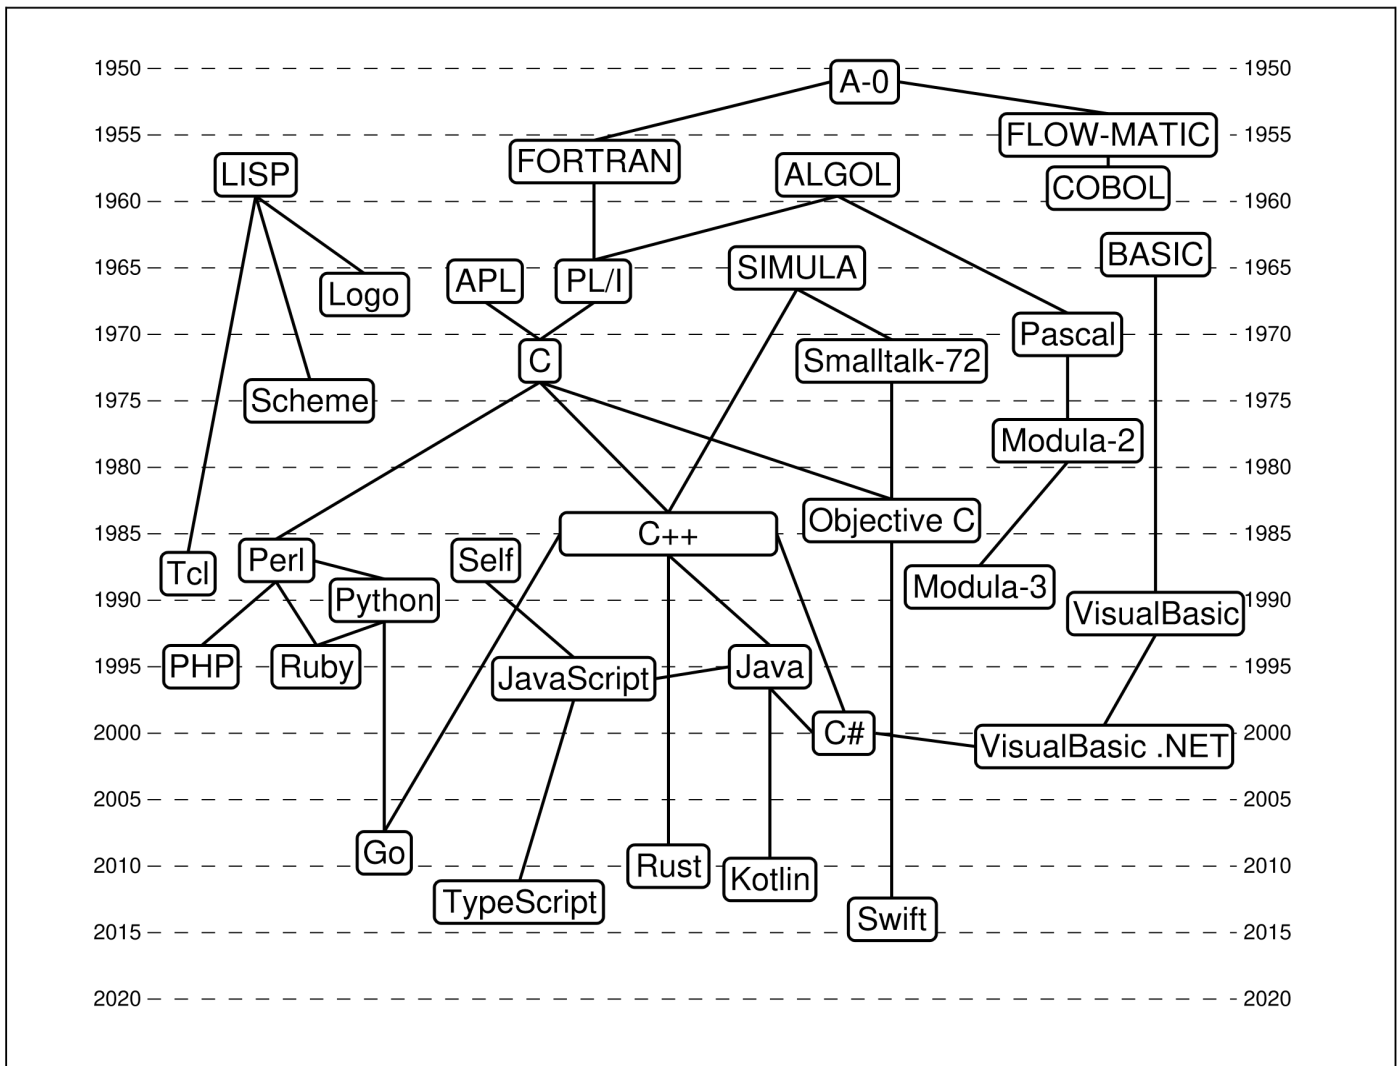 1950 1950
A-0
FLOW-MATIC
1955 1955
FORTRAN
LISP ALGOL
COBOL
1960 1960
BASIC
SIMULA
1965 1965
APL PL/I
Logo
1970 1970
Pascal
C Smalltalk-72
1975 1975
Scheme
Modula-2
1980 1980
Objective C
1985 C++ 1985
Perl Self
Tcl
Modula-3
1990 Python 1990
VisualBasic
1995 PHP Ruby Java 1995
JavaScript
2000 C# 2000
VisualBasic .NET
2005 2005
Go
2010 Rust 2010
Kotlin
TypeScript
Swift
2015 2015
2020 2020